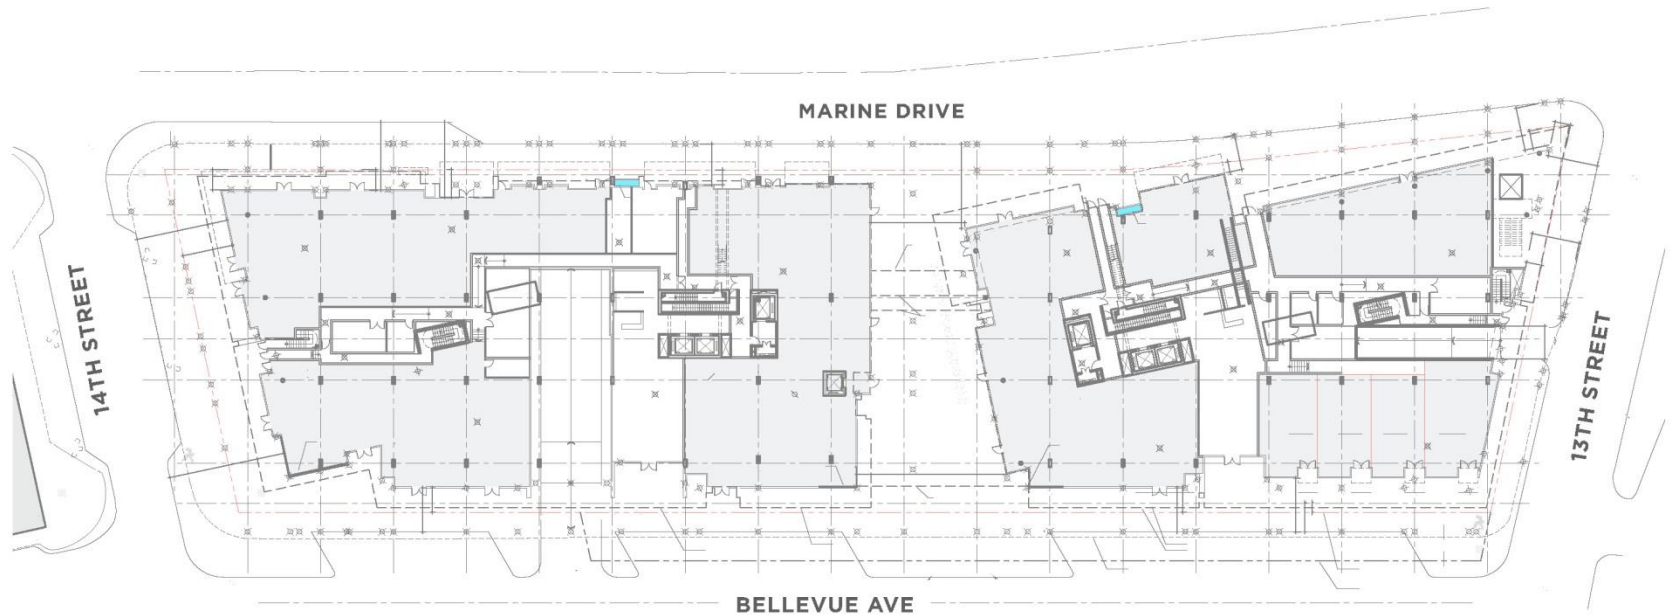 MARINE DRIVE
14TH STREET
13TH STREET
BELLEVUE AVE